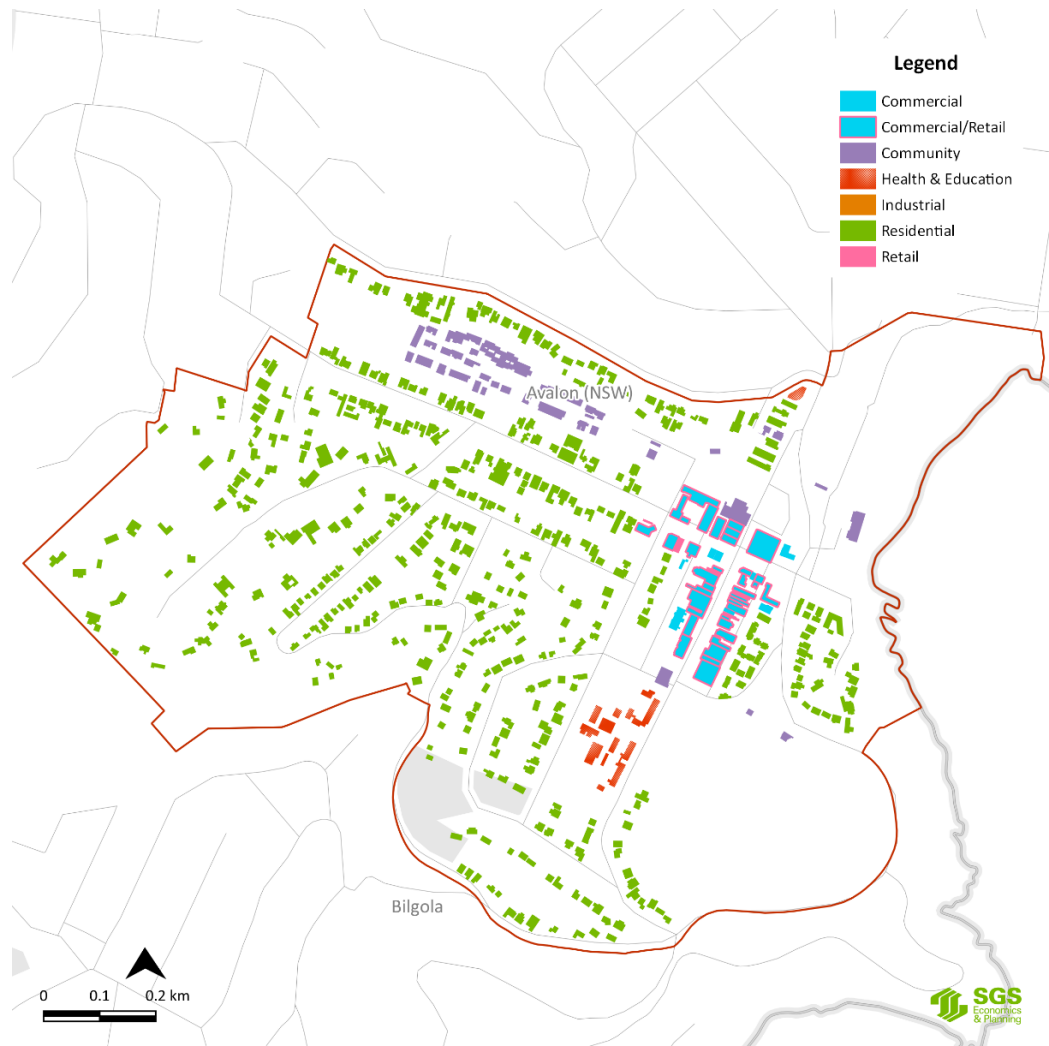 Legend
Commercial
Commercial/Retail
Community
Health & Education
Industrial
Residential
Retail
Avalon (NSW)
Bilgola
0 0.1 0.2 km
SGS
Economics
& Planning